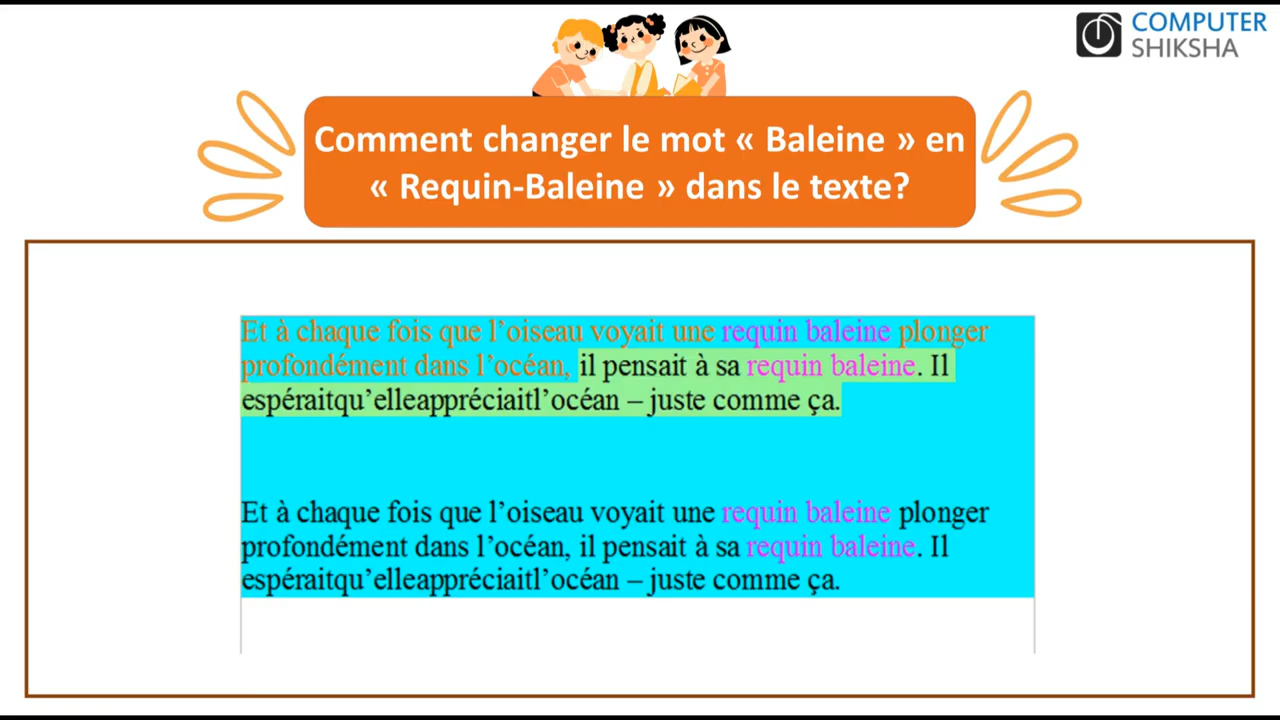 COMPUTER
SHIKSHA
Comment changer le mot « Baleine » en
« Requin-Baleine » dans le texte?
Et à chaque fois que l’oiseau voyait une requin baleine plonger
profondément dans l’océan, il pensait à sa requin baleine. Il
espéraitqu’elleappréciaitl’océan – juste comme ça.
Et à chaque fois que l’oiseau voyait une requin baleine plonger
profondément dans l’océan, il pensait à sa requin baleine. Il
espéraitqu’elleappréciaitl’océan – juste comme ça.